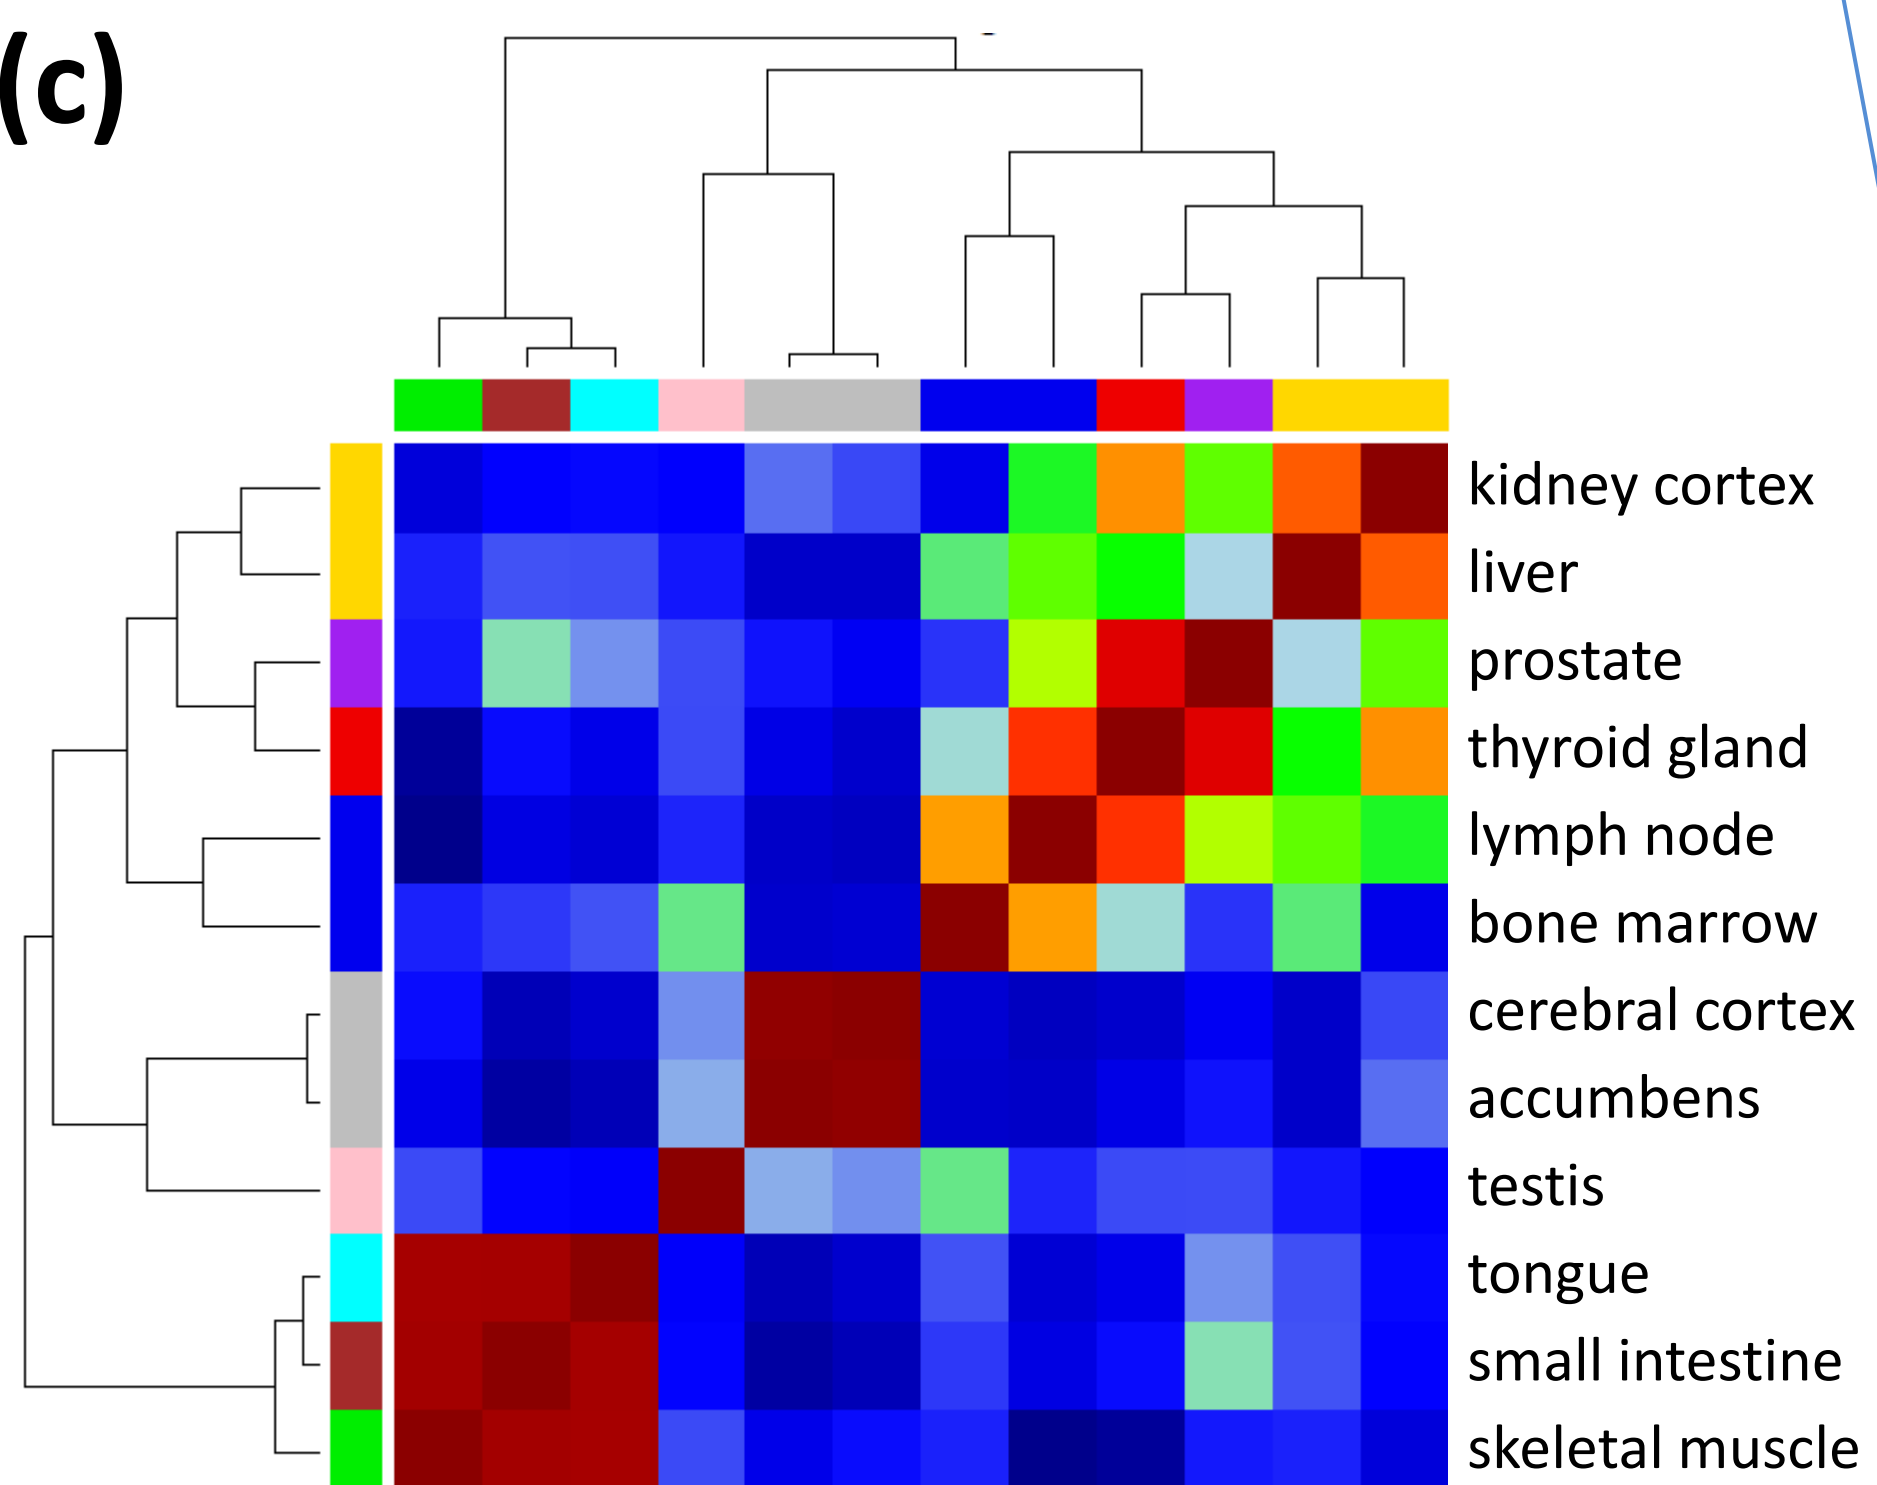 (c)
kidney cortex
liver
prostate
thyroid gland
lymph node
bone marrow
cerebral cortex
accumbens
testis
tongue
small intestine
skeletal muscle